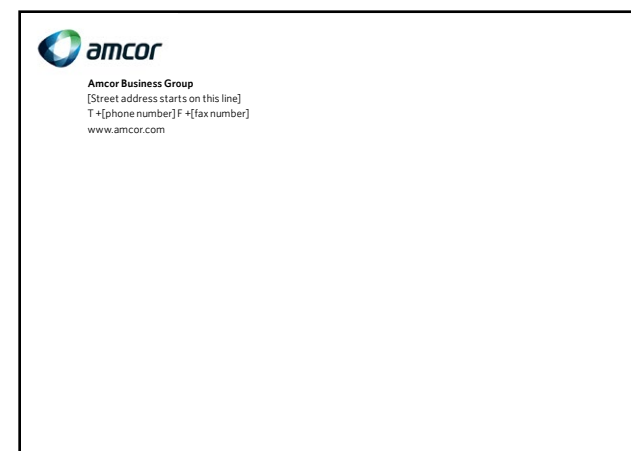 amcor
Amcor Business Group
[Street address starts on this line]
T +[phone number] F +[fax number]
www.amcor.com